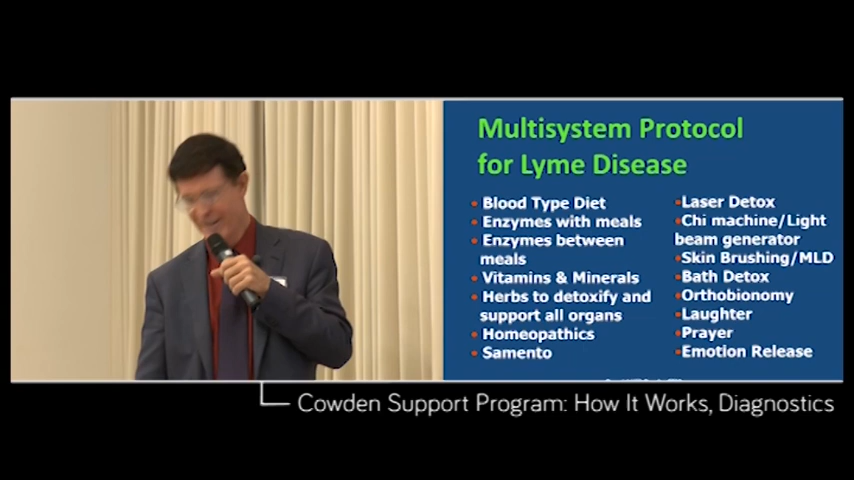 Multisystem Protocol
for Lyme Disease
• Blood Type Diet
• Enzymes with meals
• Enzymes between
meals
• Vitamins & Minerals
• Herbs to detoxify and
support all organs
• Homeopathics
• Samento
•Laser Detox
•Chi machine/Light
beam generator
•Skin Brushing/MLD
•Bath Detox
•Orthobionomy
•Laughter
•Prayer
•Emotion Release
Cowden Support Program: How It Works, Diagnostics